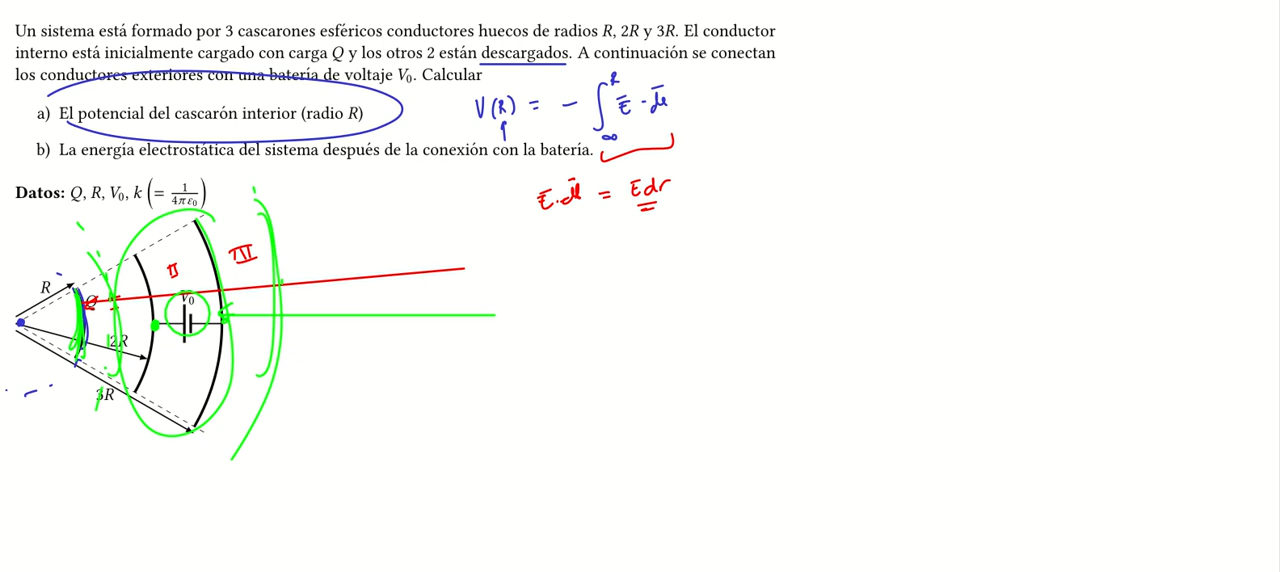 Un sistema está formado por 3 cascarones esféricos conductores huecos de radios R, 2R y 3R. El conductor
interno está inicialmente cargado con carga Q y los otros 2 están descargados. A continuación se conectan
los conductores exteriores con una batería de voltaje V₀. Calcular
a) El potencial del cascarón interior (radio R)
V(R) = - ∫_∞^R E̅ · d̅l
b) La energía electrostática del sistema después de la conexión con la batería.
Datos: Q, R, V₀, k (= 1/(4πε₀))
E̅ · d̅l = E dr
II
III
R
Q
V₀
2R
3R